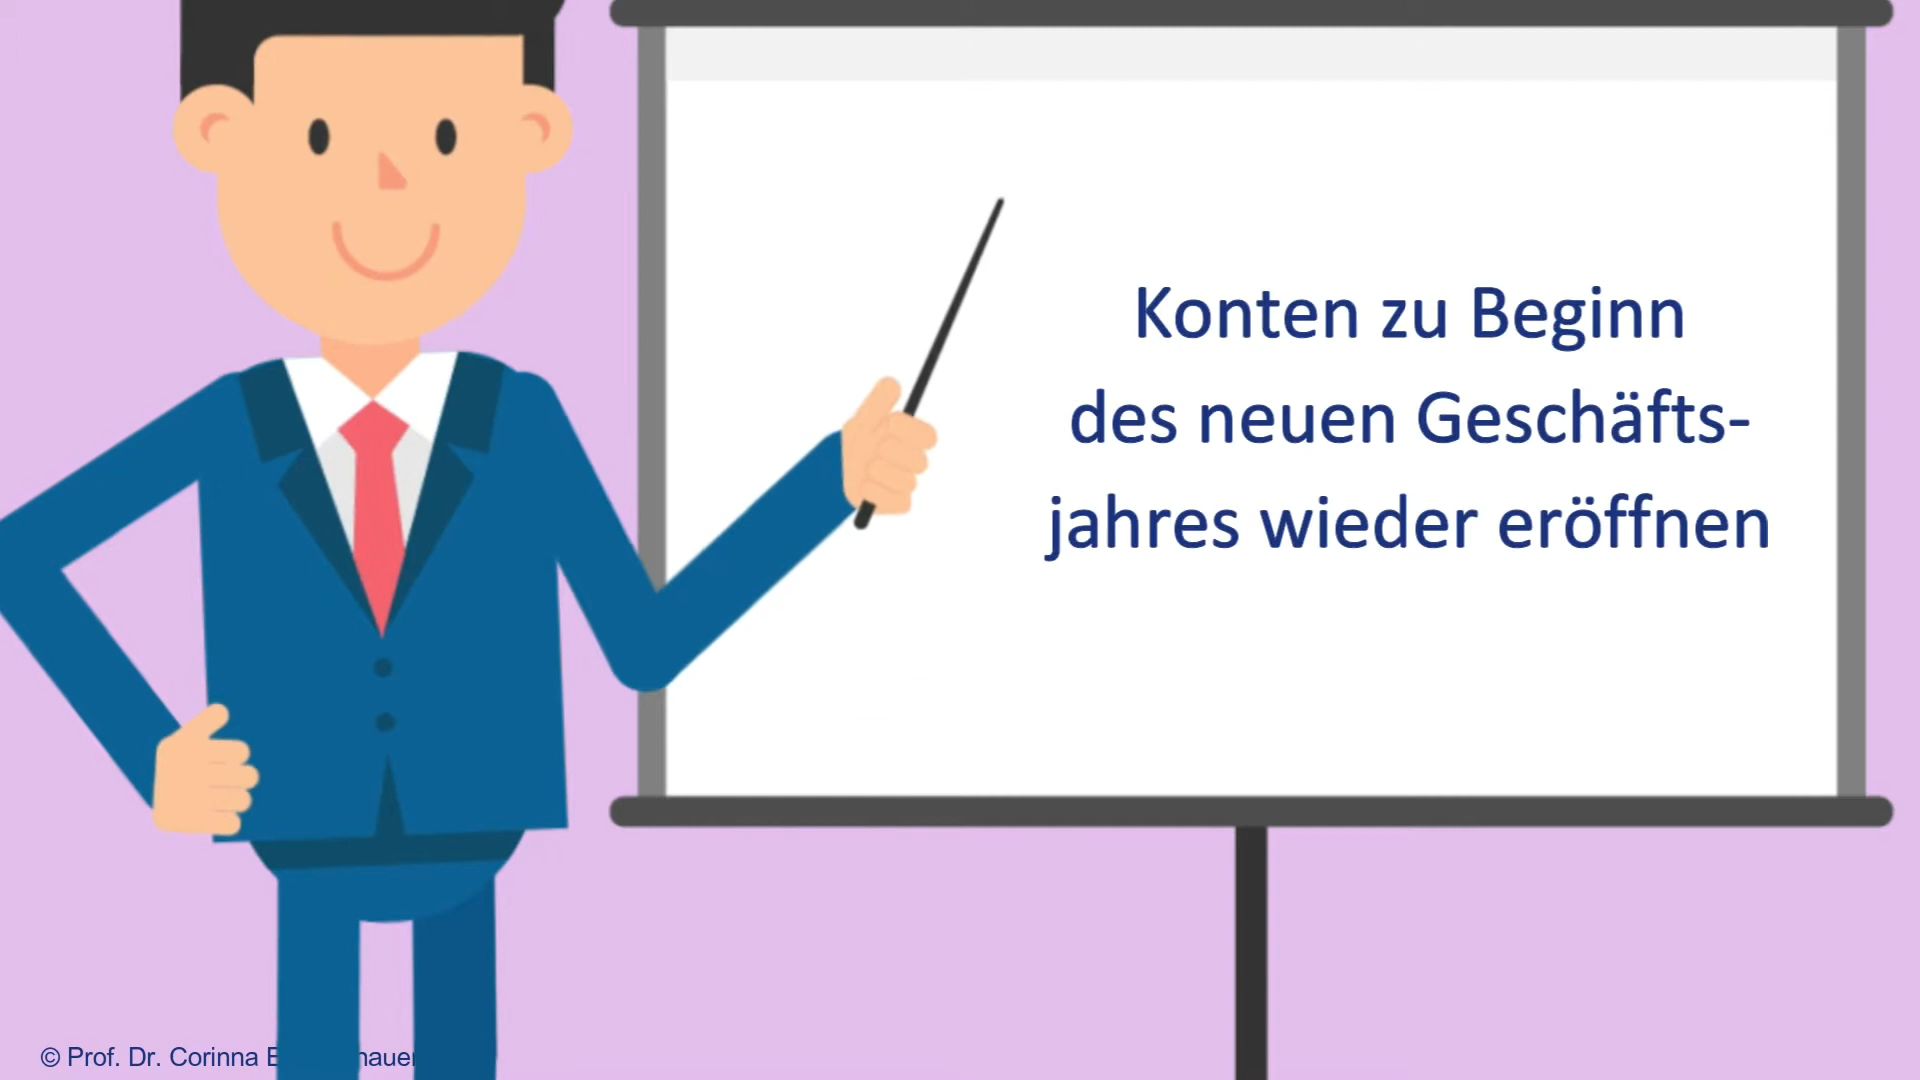 Konten zu Beginn
des neuen Geschäfts-
jahres wieder eröffnen
© Prof. Dr. Corinna